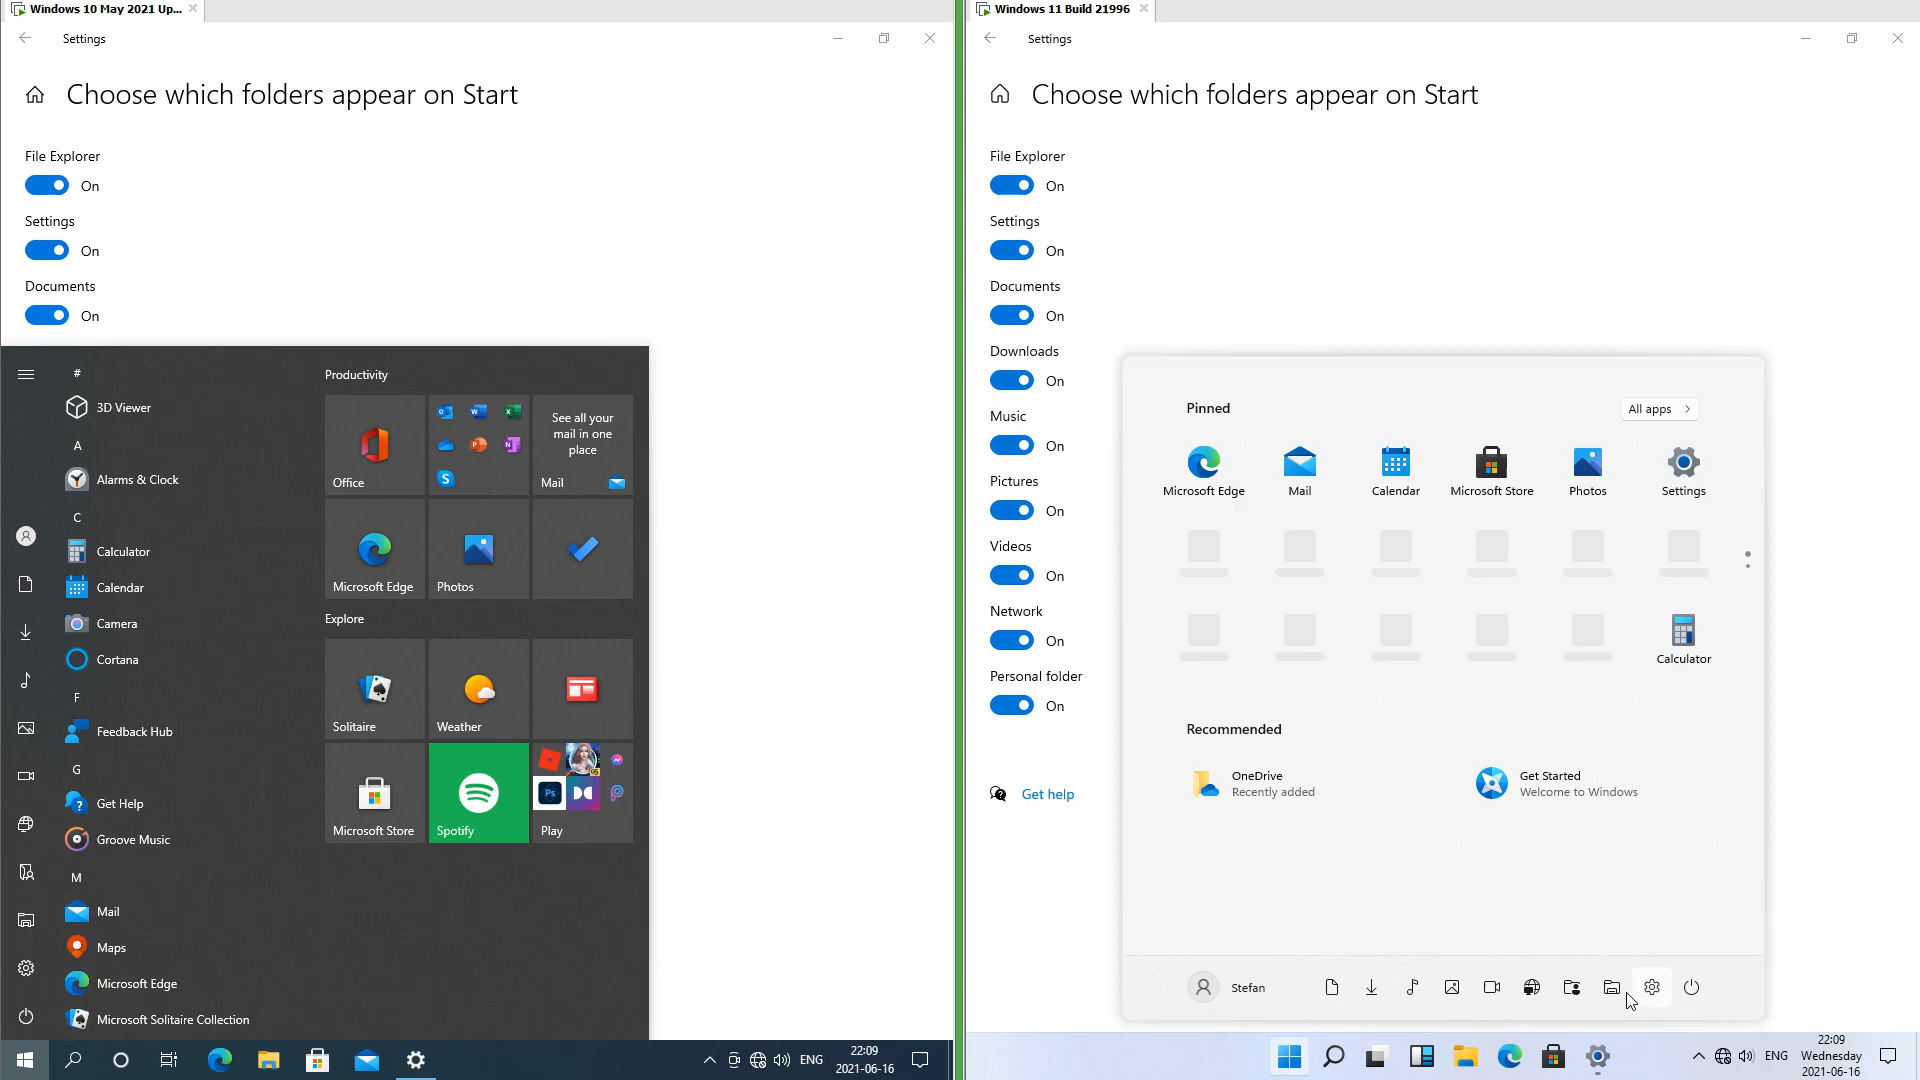 Windows 10 May 2021 Up...
Settings
Choose which folders appear on Start
File Explorer
On
Settings
On
Documents
On
#
3D Viewer
A
Alarms & Clock
C
Calculator
Calendar
Camera
Cortana
F
Feedback Hub
G
Get Help
Groove Music
M
Mail
Maps
Microsoft Edge
Microsoft Solitaire Collection
Productivity
Office
See all your
mail in one
place
Mail
Microsoft Edge
Photos
Explore
Solitaire
Weather
Microsoft Store
Spotify
Play
ENG
22:09
2021-06-16
Windows 11 Build 21996
Settings
Choose which folders appear on Start
File Explorer
On
Settings
On
Documents
On
Downloads
On
Music
On
Pictures
On
Videos
On
Network
On
Personal folder
On
Get help
Pinned
All apps
Microsoft Edge
Mail
Calendar
Microsoft Store
Photos
Settings
Calculator
Recommended
OneDrive
Recently added
Get Started
Welcome to Windows
Stefan
ENG
22:09
Wednesday
2021-06-16